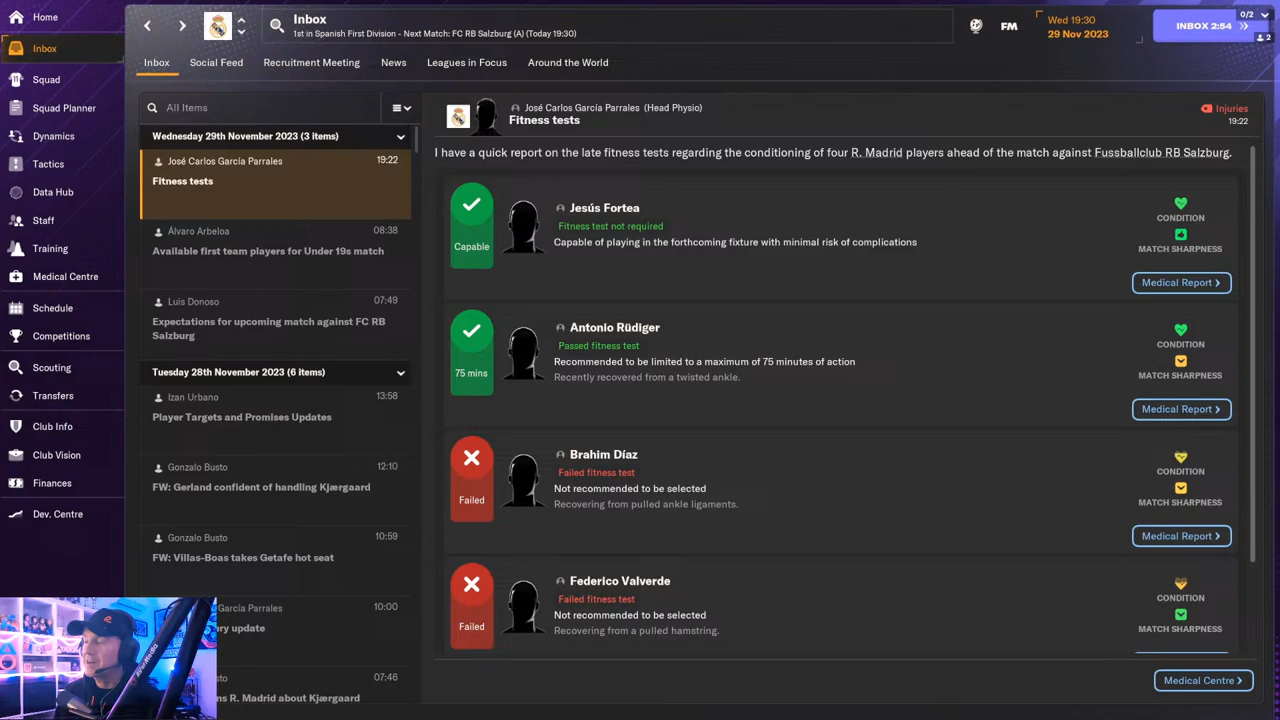 Home
Inbox
Squad
Squad Planner
Dynamics
Tactics
Data Hub
Staff
Training
Medical Centre
Schedule
Competitions
Scouting
Transfers
Club Info
Club Vision
Finances
Dev. Centre
Inbox
1st in Spanish First Division - Next Match: FC RB Salzburg (A) (Today 19:30)
FM
Wed 19:30
29 Nov 2023
0/2
INBOX 2:54
2
Inbox Social Feed Recruitment Meeting News Leagues in Focus Around the World
All Items
Wednesday 29th November 2023 (3 items)
José Carlos García Parrales 19:22
Fitness tests
Álvaro Arbeloa 08:38
Available first team players for Under 19s match
Luis Donoso 07:49
Expectations for upcoming match against FC RB
Salzburg
Tuesday 28th November 2023 (6 items)
Izan Urbano 13:58
Player Targets and Promises Updates
Gonzalo Busto 12:10
FW: Gerland confident of handling Kjærgaard
Gonzalo Busto 10:59
FW: Villas-Boas takes Getafe hot seat
García Parrales 10:00
ury update
sto 07:46
ns R. Madrid about Kjærgaard
José Carlos García Parrales (Head Physio)
Fitness tests
Injuries
19:22
I have a quick report on the late fitness tests regarding the conditioning of four R. Madrid players ahead of the match against Fussballclub RB Salzburg.
Capable
Jesús Fortea
Fitness test not required
Capable of playing in the forthcoming fixture with minimal risk of complications
CONDITION
MATCH SHARPNESS
Medical Report
75 mins
Antonio Rüdiger
Passed fitness test
Recommended to be limited to a maximum of 75 minutes of action
Recently recovered from a twisted ankle.
CONDITION
MATCH SHARPNESS
Medical Report
Failed
Brahim Díaz
Failed fitness test
Not recommended to be selected
Recovering from pulled ankle ligaments.
CONDITION
MATCH SHARPNESS
Medical Report
Failed
Federico Valverde
Failed fitness test
Not recommended to be selected
Recovering from a pulled hamstring.
CONDITION
MATCH SHARPNESS
Medical Centre